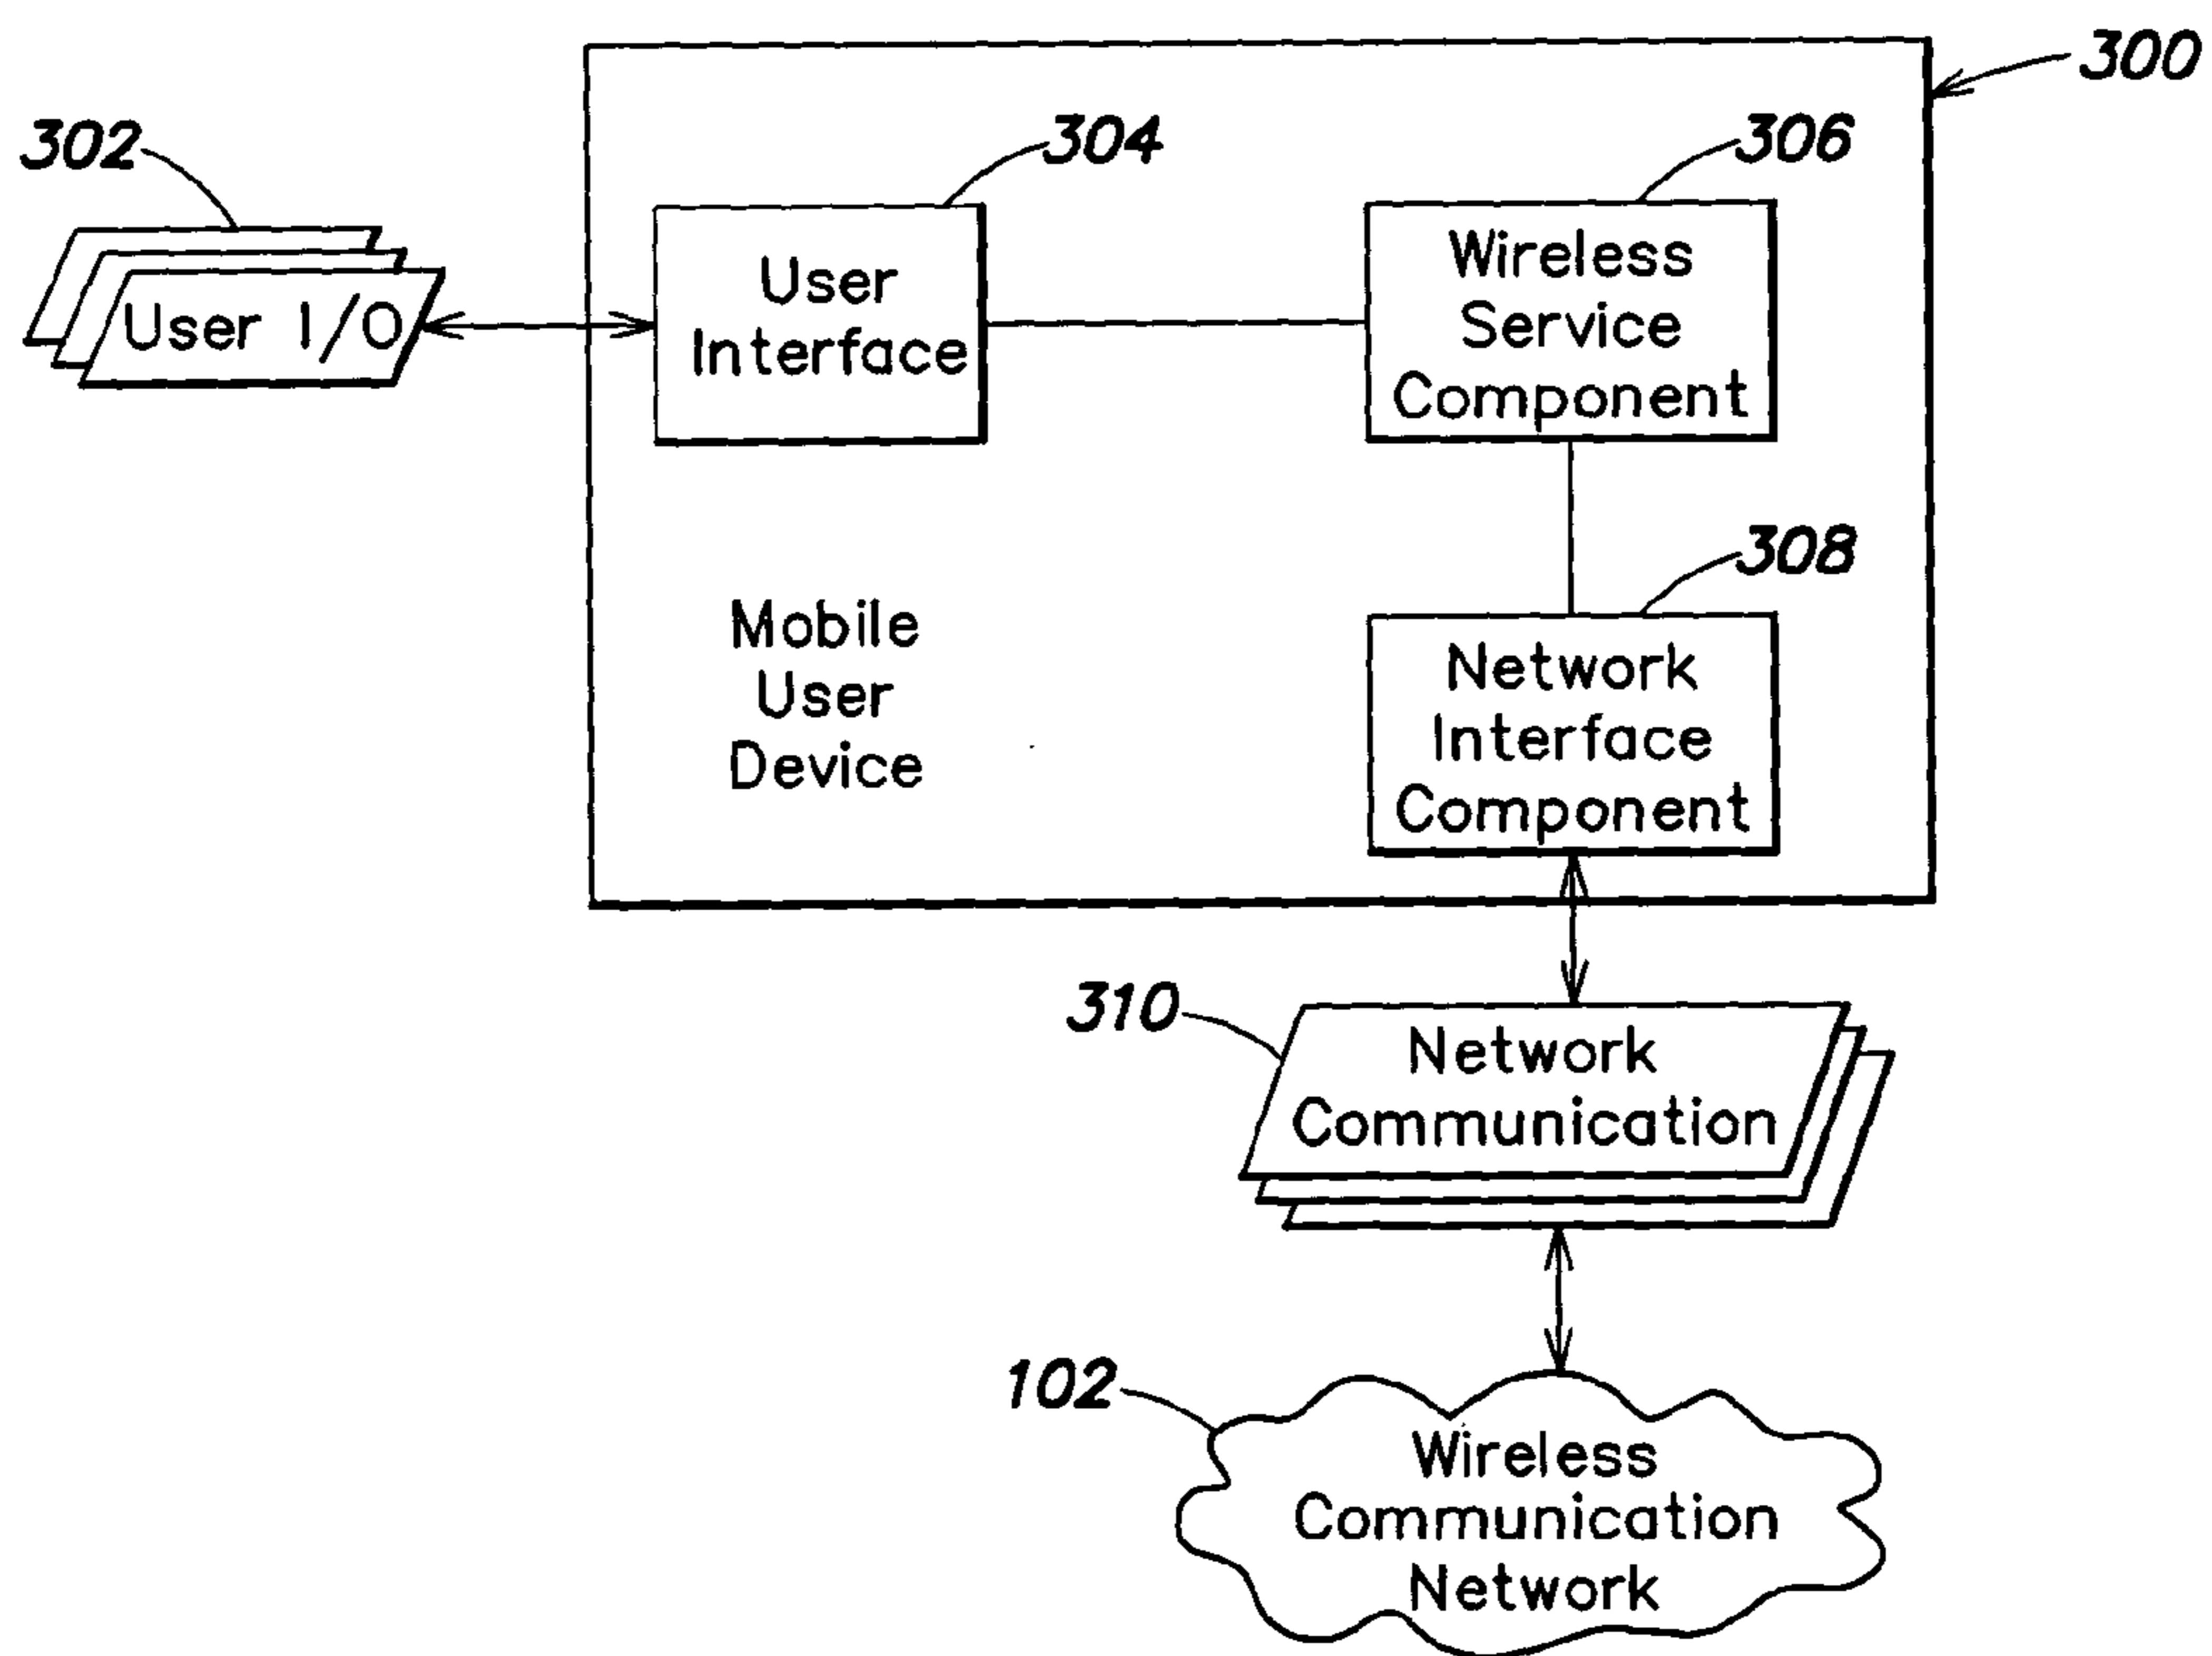 300
302
304
306
User I/O
User
Interface
Wireless
Service
Component
308
Mobile
User
Device
Network
Interface
Component
310
Network
Communication
102
Wireless
Communication
Network